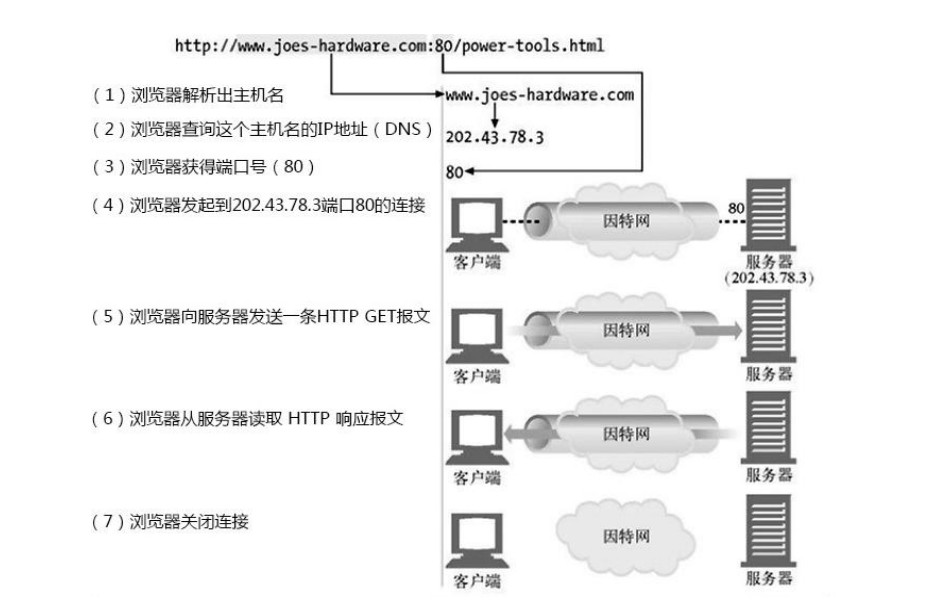 http://www.joes-hardware.com:80/power-tools.html
(1)浏览器解析出主机名
www.joes-hardware.com
(2)浏览器查询这个主机名的IP地址(DNS)
202.43.78.3
(3)浏览器获得端口号(80)
80
(4)浏览器发起到202.43.78.3端口80的连接
因特网
80
客户端
服务器
(202.43.78.3)
(5)浏览器向服务器发送一条HTTP GET报文
因特网
客户端
服务器
(6)浏览器从服务器读取 HTTP 响应报文
因特网
客户端
服务器
(7)浏览器关闭连接
因特网
客户端
服务器